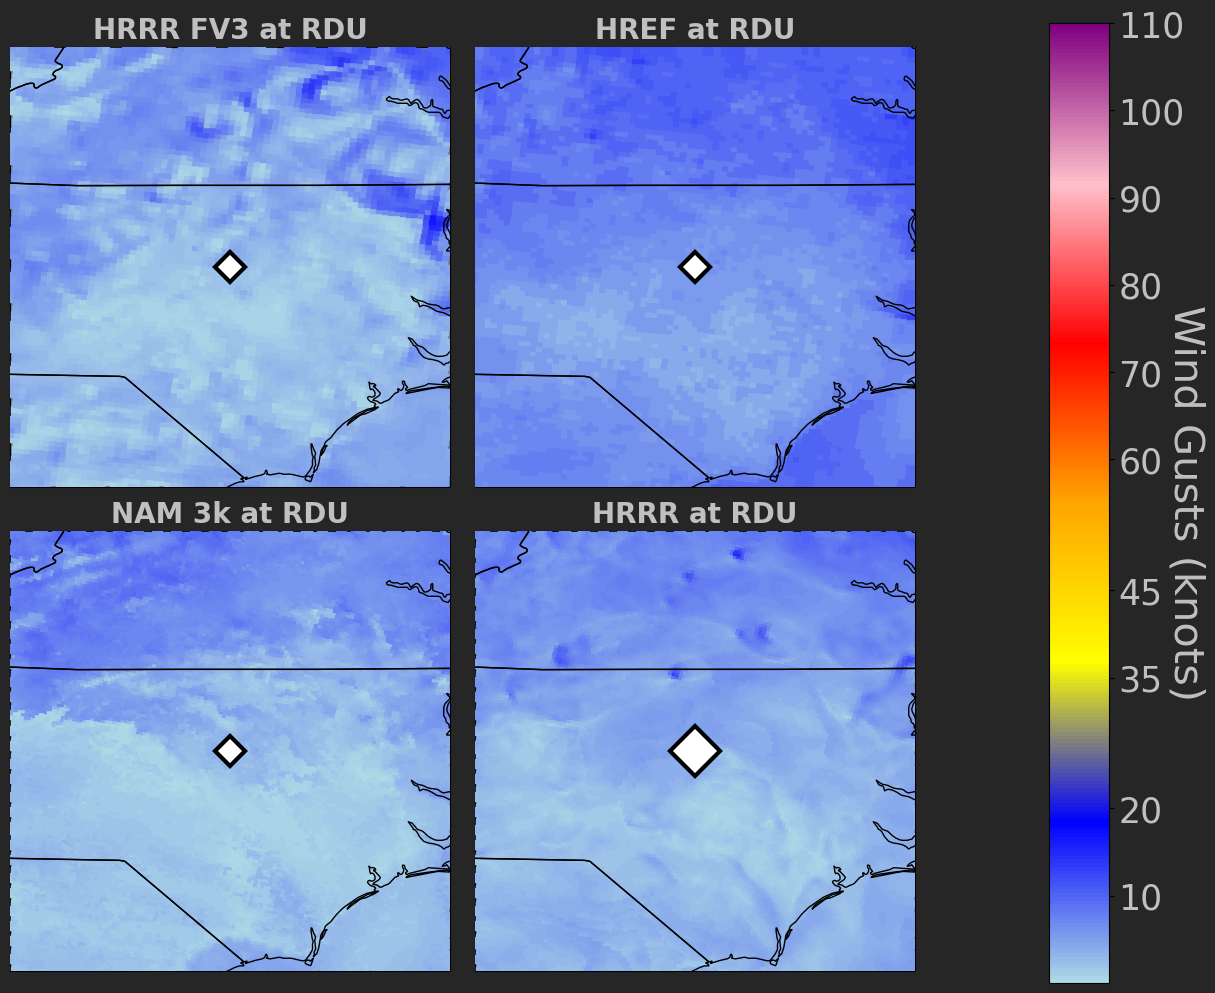 HRRR FV3 at RDU
HREF at RDU
NAM 3k at RDU
HRRR at RDU
110
100
90
80
70
60
45
35
20
10
Wind Gusts (knots)